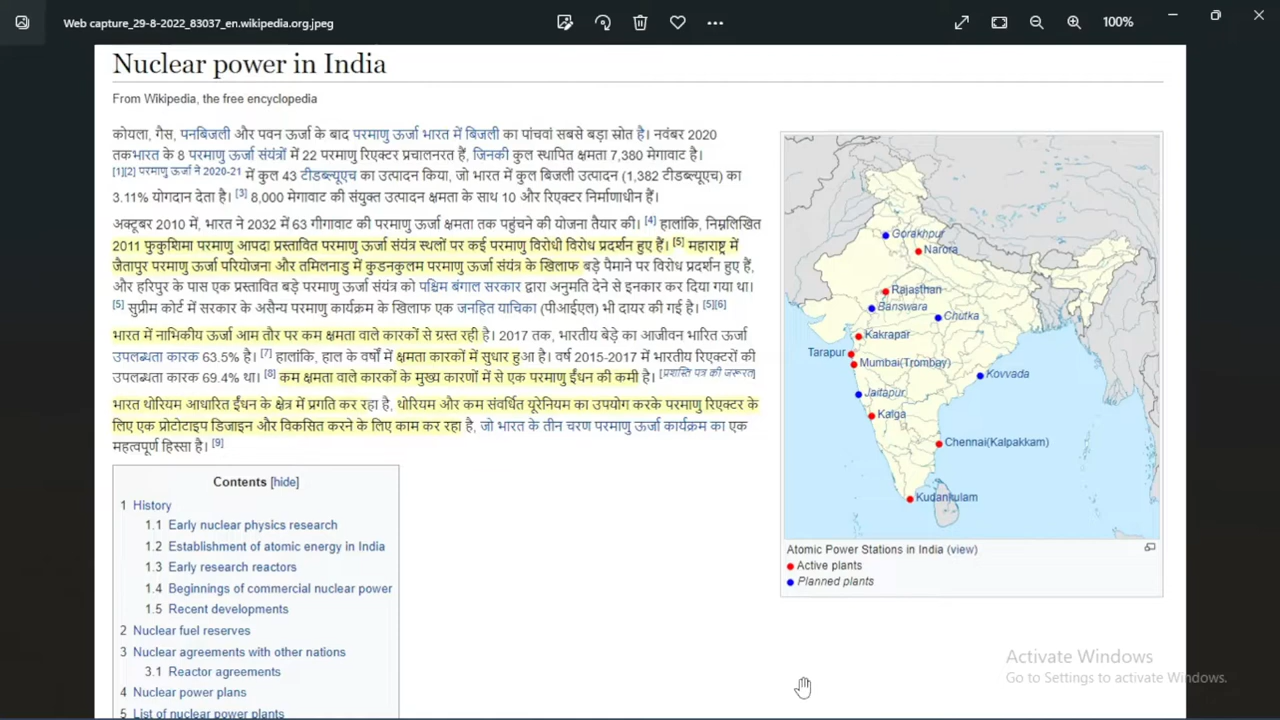 Web capture_29-8-2022_83037_en.wikipedia.org.jpeg
100%
Nuclear power in India
From Wikipedia, the free encyclopedia
कोयला, गैस, पनबिजली और पवन ऊर्जा के बाद परमाणु ऊर्जा भारत में बिजली का पांचवां सबसे बड़ा स्रोत है। नवंबर 2020
तकभारत के 8 परमाणु ऊर्जा संयंत्रों में 22 परमाणु रिएक्टर प्रचालनरत हैं, जिनकी कुल स्थापित क्षमता 7,380 मेगावाट है।
[1][2] परमाणु ऊर्जा ने 2020-21 में कुल 43 टीडब्ल्यूएच का उत्पादन किया, जो भारत में कुल बिजली उत्पादन (1,382 टीडब्ल्यूएच) का
3.11% योगदान देता है। [3] 8,000 मेगावाट की संयुक्त उत्पादन क्षमता के साथ 10 और रिएक्टर निर्माणाधीन हैं।
अक्टूबर 2010 में, भारत ने 2032 में 63 गीगावाट की परमाणु ऊर्जा क्षमता तक पहुंचने की योजना तैयार की। [4] हालांकि, निम्नलिखित
2011 फुकुशिमा परमाणु आपदा प्रस्तावित परमाणु ऊर्जा संयंत्र स्थलों पर कई परमाणु विरोधी विरोध प्रदर्शन हुए हैं। [5] महाराष्ट्र में
जैतापुर परमाणु ऊर्जा परियोजना और तमिलनाडु में कुडनकुलम परमाणु ऊर्जा संयंत्र के खिलाफ बड़े पैमाने पर विरोध प्रदर्शन हुए हैं,
और हरिपुर के पास एक प्रस्तावित बड़े परमाणु ऊर्जा संयंत्र को पश्चिम बंगाल सरकार द्वारा अनुमति देने से इनकार कर दिया गया था।
[5] सुप्रीम कोर्ट में सरकार के असैन्य परमाणु कार्यक्रम के खिलाफ एक जनहित याचिका (पीआईएल) भी दायर की गई है। [5][6]
भारत में नाभिकीय ऊर्जा आम तौर पर कम क्षमता वाले कारकों से ग्रस्त रही है। 2017 तक, भारतीय बेड़े का आजीवन भारित ऊर्जा
उपलब्धता कारक 63.5% है। [7] हालांकि, हाल के वर्षों में क्षमता कारकों में सुधार हुआ है। वर्ष 2015-2017 में भारतीय रिएक्टरों की
उपलब्धता कारक 69.4% था। [8] कम क्षमता वाले कारकों के मुख्य कारणों में से एक परमाणु ईंधन की कमी है। [प्रशस्ति पत्र की जरूरत]
भारत थोरियम आधारित ईंधन के क्षेत्र में प्रगति कर रहा है, थोरियम और कम संवर्धित यूरेनियम का उपयोग करके परमाणु रिएक्टर के
लिए एक प्रोटोटाइप डिजाइन और विकसित करने के लिए काम कर रहा है, जो भारत के तीन चरण परमाणु ऊर्जा कार्यक्रम का एक
महत्वपूर्ण हिस्सा है। [9]
Contents [hide]
1 History
1.1 Early nuclear physics research
1.2 Establishment of atomic energy in India
1.3 Early research reactors
1.4 Beginnings of commercial nuclear power
1.5 Recent developments
2 Nuclear fuel reserves
3 Nuclear agreements with other nations
3.1 Reactor agreements
4 Nuclear power plans
5 List of nuclear power plants
Gorakhpur
Narora
Rajasthan
Banswara
Chutka
Kakrapar
Tarapur
Mumbai(Trombay)
Kovvada
Jaitapur
Kaiga
Chennai(Kalpakkam)
Kudankulam
Atomic Power Stations in India (view)
Active plants
Planned plants
Activate Windows
Go to Settings to activate Windows.